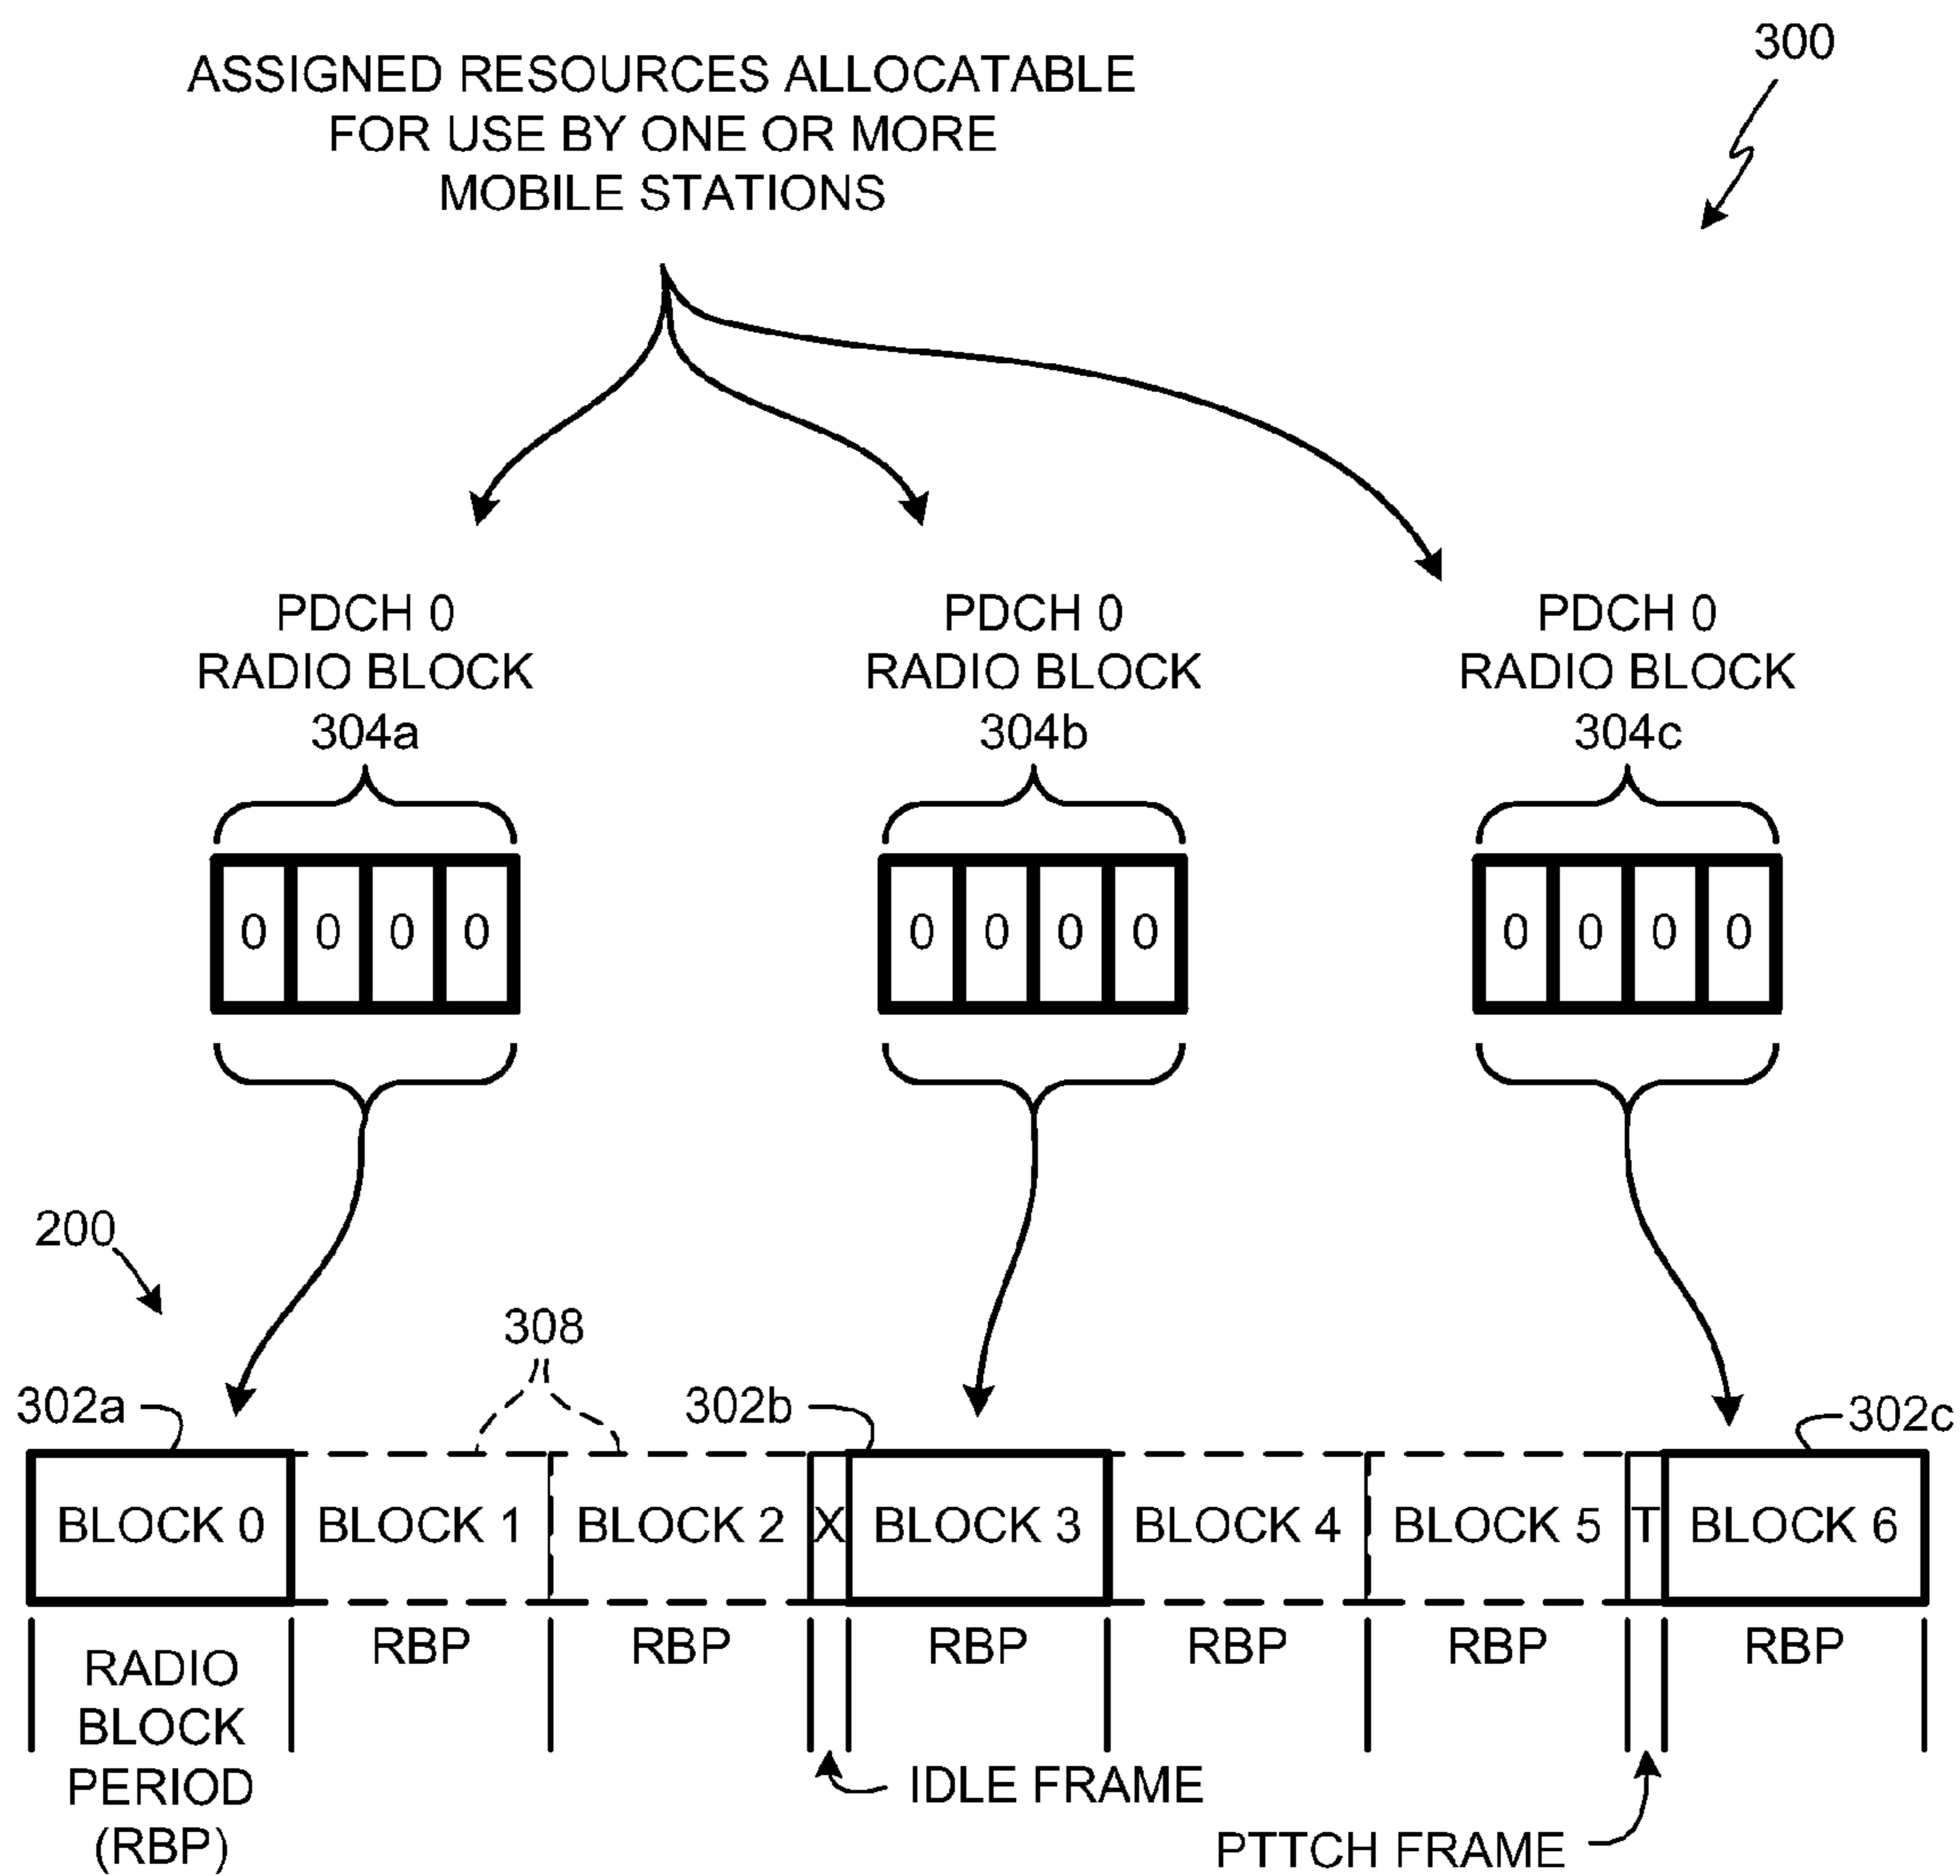 300
ASSIGNED RESOURCES ALLOCATABLE
FOR USE BY ONE OR MORE
MOBILE STATIONS
PDCH 0
RADIO BLOCK
304a
PDCH 0
RADIO BLOCK
304b
PDCH 0
RADIO BLOCK
304c
0 0 0 0
0 0 0 0
0 0 0 0
200
308
302a
302b
302c
BLOCK 0 BLOCK 1 BLOCK 2 X BLOCK 3 BLOCK 4 BLOCK 5 T BLOCK 6
RADIO
BLOCK
PERIOD
(RBP)
RBP RBP RBP RBP RBP RBP
IDLE FRAME
PTTCH FRAME